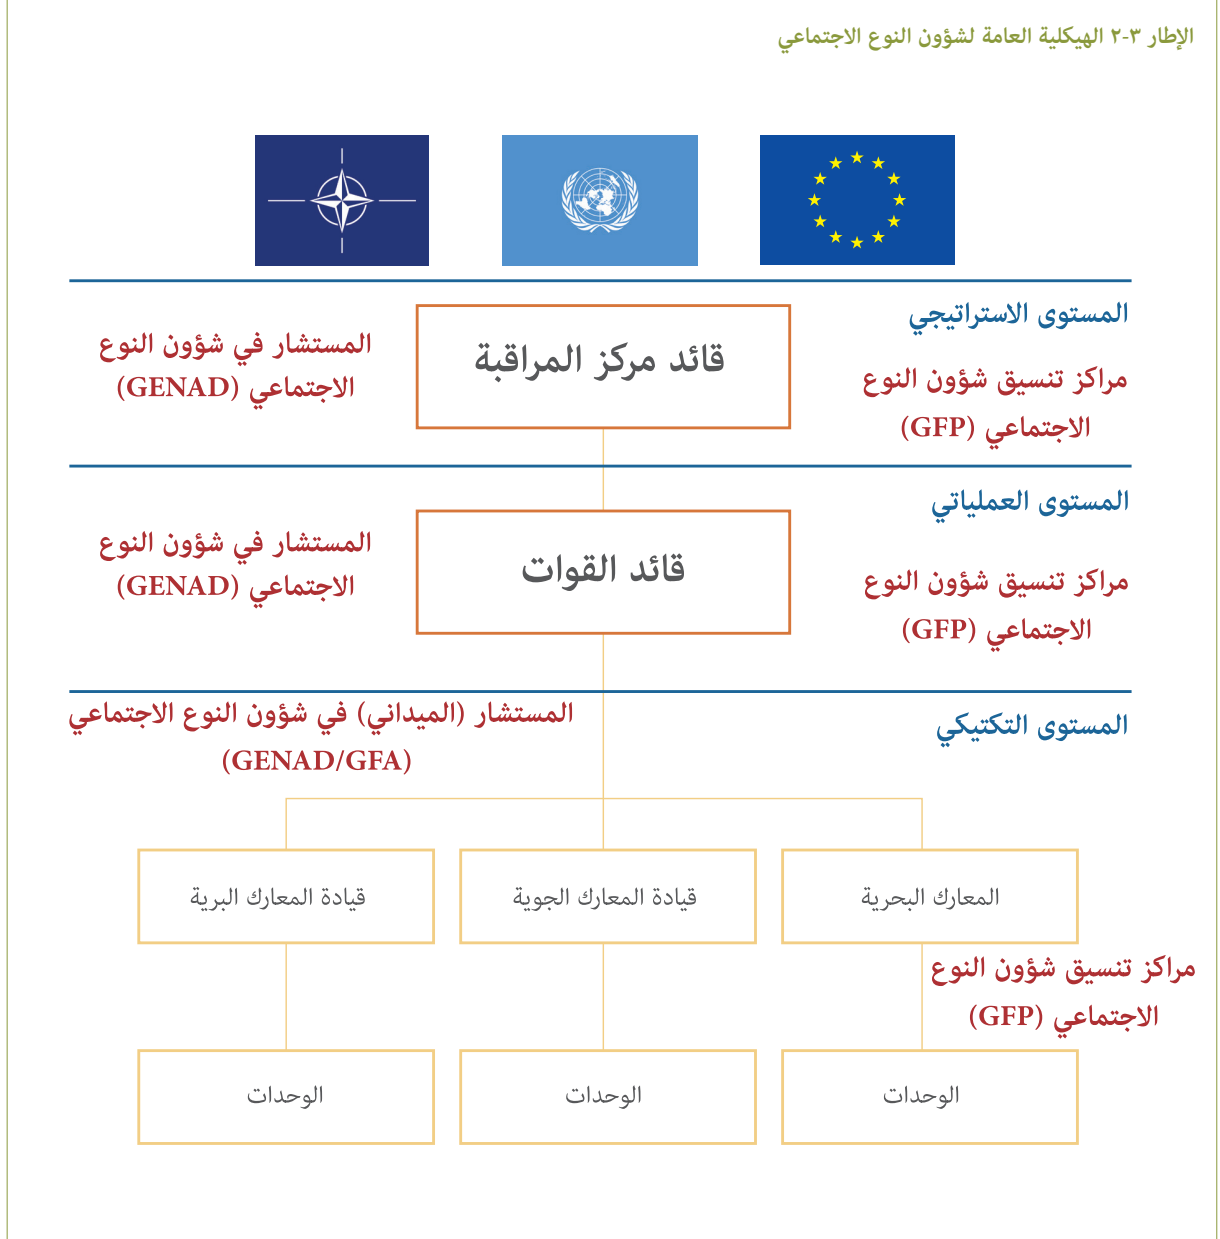 الإطار ٣-٢ الهيكلية العامة لشؤون النوع الاجتماعي
المستوى الاستراتيجي
مراكز تنسيق شؤون النوع
الاجتماعي (GFP)
قائد مركز المراقبة
المستشار في شؤون النوع
الاجتماعي (GENAD)
المستوى العملياتي
مراكز تنسيق شؤون النوع
الاجتماعي (GFP)
قائد القوات
المستشار في شؤون النوع
الاجتماعي (GENAD)
المستوى التكتيكي
المستشار (الميداني) في شؤون النوع الاجتماعي
(GENAD/GFA)
المعارك البحرية
قيادة المعارك الجوية
قيادة المعارك البرية
مراكز تنسيق شؤون النوع
الاجتماعي (GFP)
الوحدات
الوحدات
الوحدات